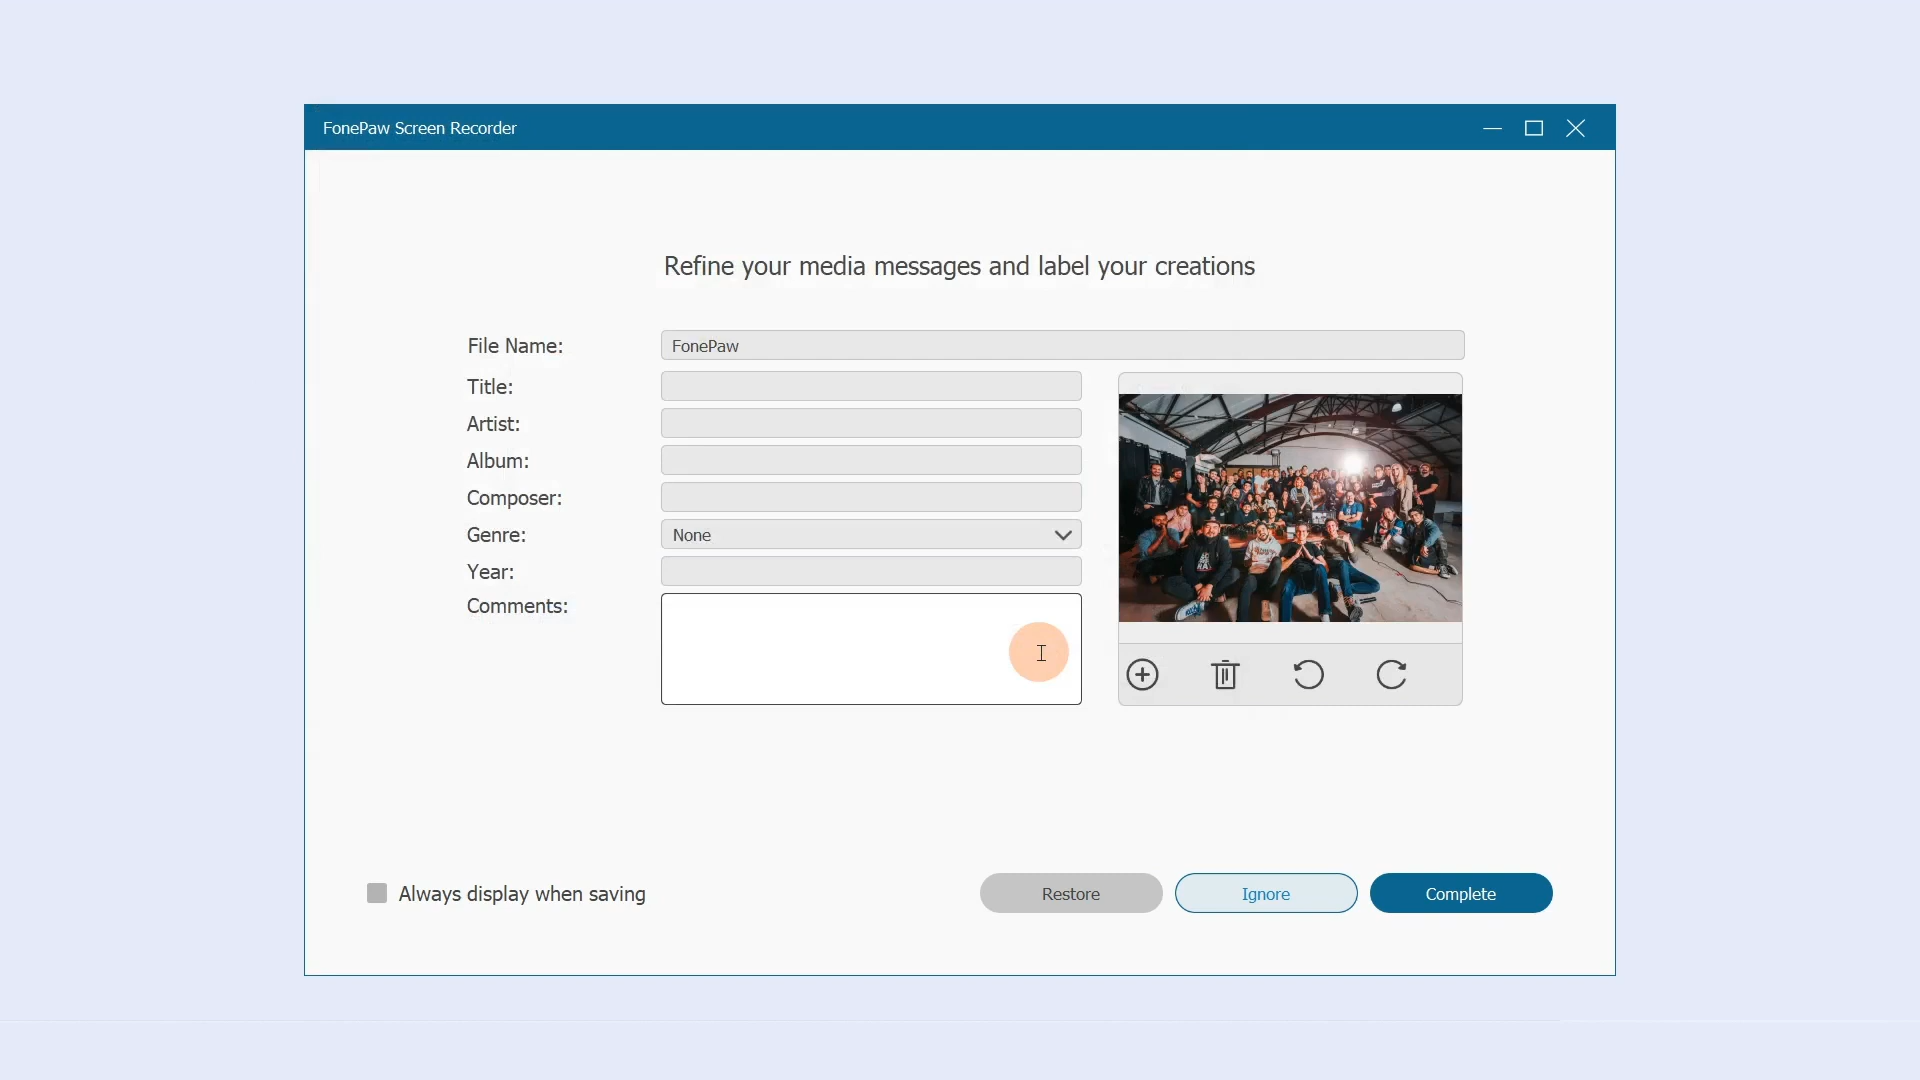 FonePaw Screen Recorder
Refine your media messages and label your creations
File Name: FonePaw
Title:
Artist:
Album:
Composer:
Genre: None
Year:
Comments:
Always display when saving
Restore Ignore Complete